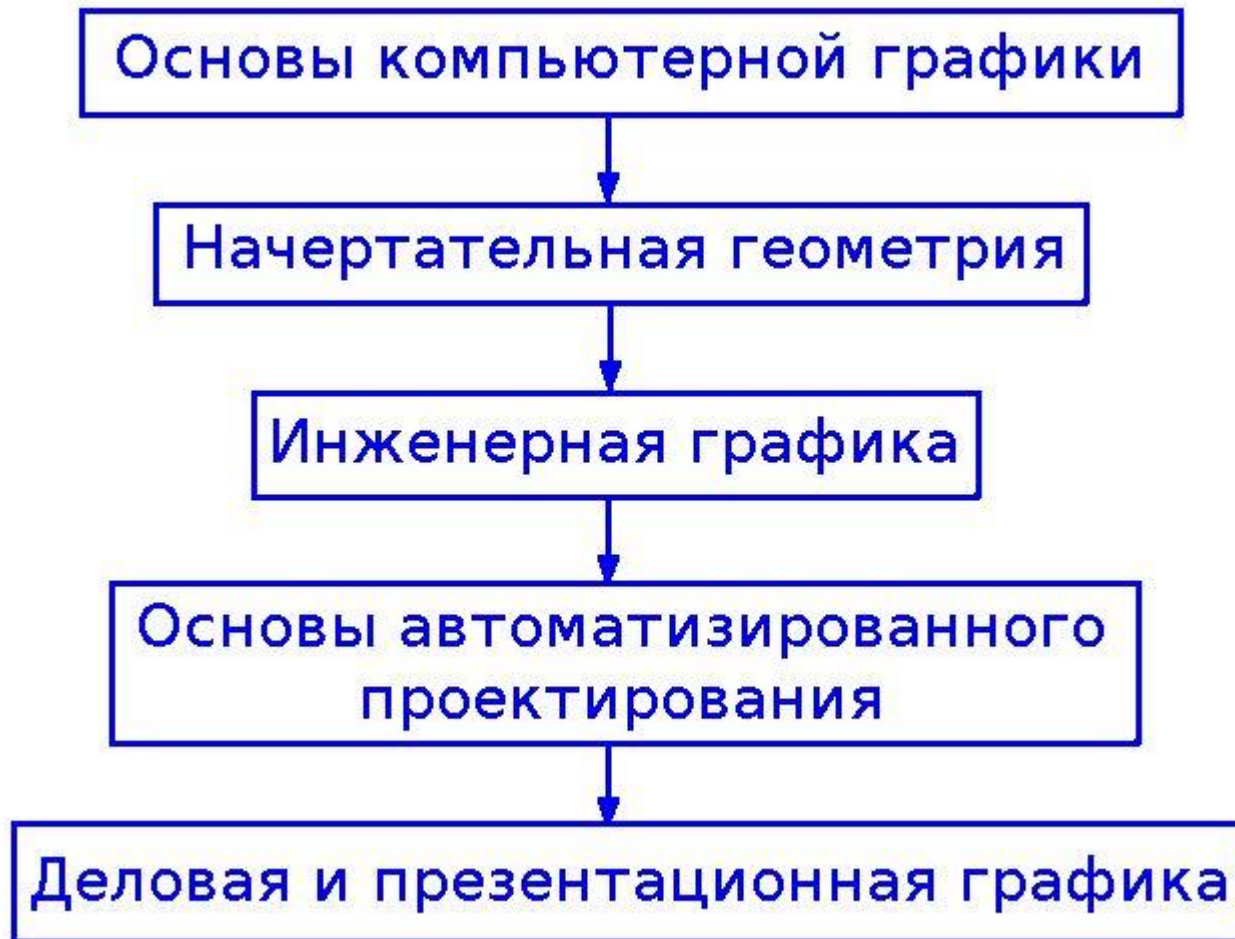 Основы компьютерной графики
Начертательная геометрия
Инженерная графика
Основы автоматизированного
проектирования
Деловая и презентационная графика